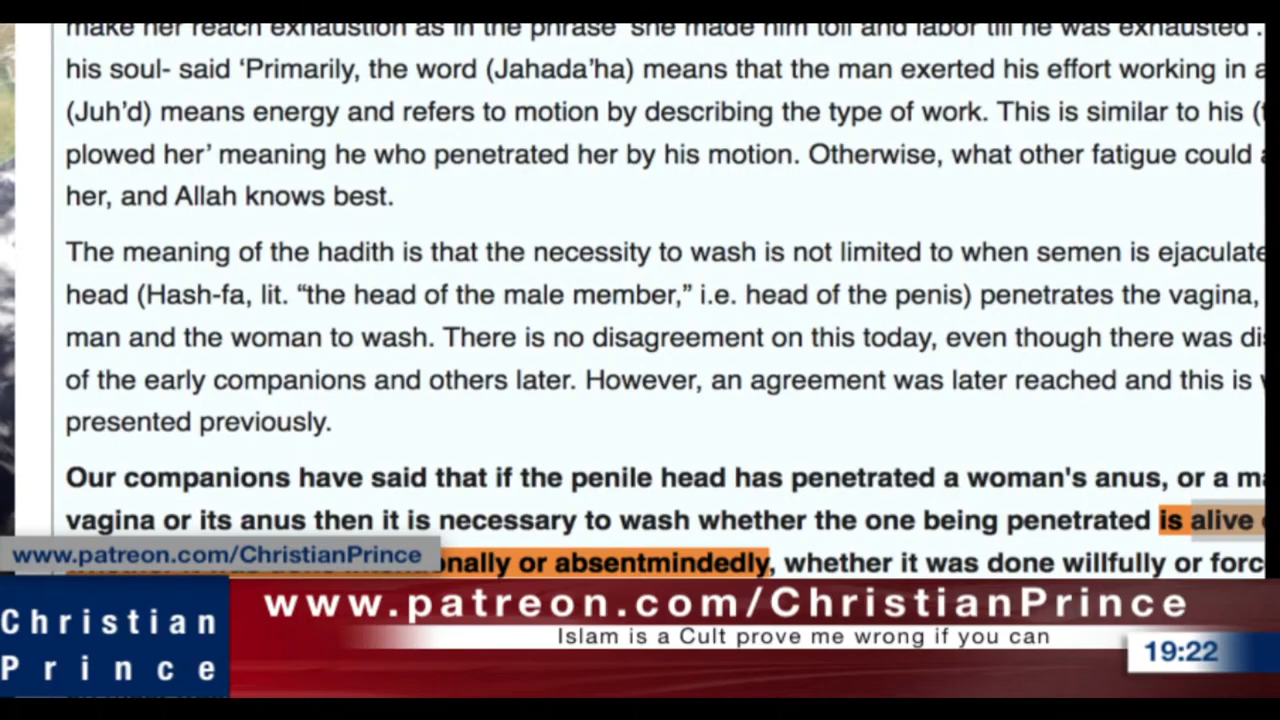 make her reach exhaustion as in the phrase 'she made him toil and labor till he was exhausted'.
his soul- said 'Primarily, the word (Jahada'ha) means that the man exerted his effort working in a
(Juh'd) means energy and refers to motion by describing the type of work. This is similar to his (
plowed her' meaning he who penetrated her by his motion. Otherwise, what other fatigue could
her, and Allah knows best.
The meaning of the hadith is that the necessity to wash is not limited to when semen is ejaculate
head (Hash-fa, lit. “the head of the male member,” i.e. head of the penis) penetrates the vagina,
man and the woman to wash. There is no disagreement on this today, even though there was di
of the early companions and others later. However, an agreement was later reached and this is
presented previously.
Our companions have said that if the penile head has penetrated a woman's anus, or a ma
vagina or its anus then it is necessary to wash whether the one being penetrated is alive
www.patreon.com/ChristianPrince
onally or absentmindedly, whether it was done willfully or forc
www.patreon.com/ChristianPrince
Islam is a Cult prove me wrong if you can
Christian
Prince
19:22